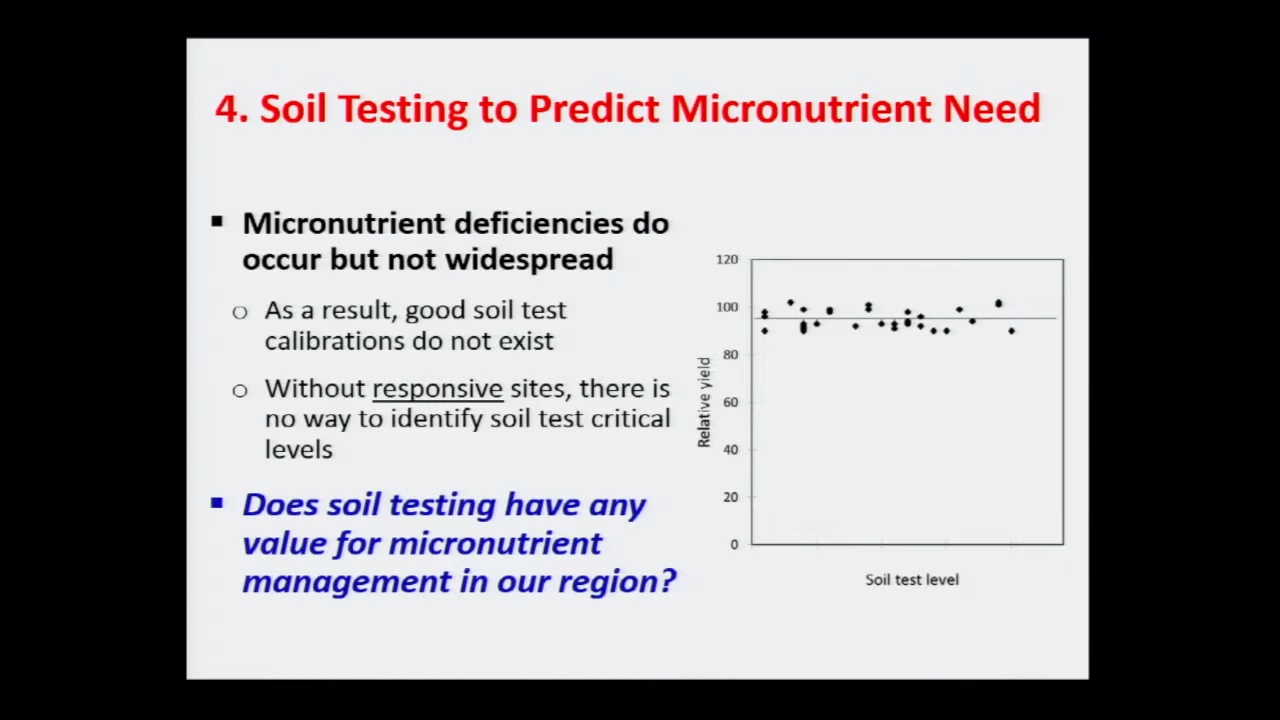 4. Soil Testing to Predict Micronutrient Need
▪ Micronutrient deficiencies do
occur but not widespread
o As a result, good soil test
calibrations do not exist
o Without responsive sites, there is
no way to identify soil test critical
levels
▪ Does soil testing have any
value for micronutrient
management in our region?
120
100
80
60
40
20
0
Relative yield
Soil test level